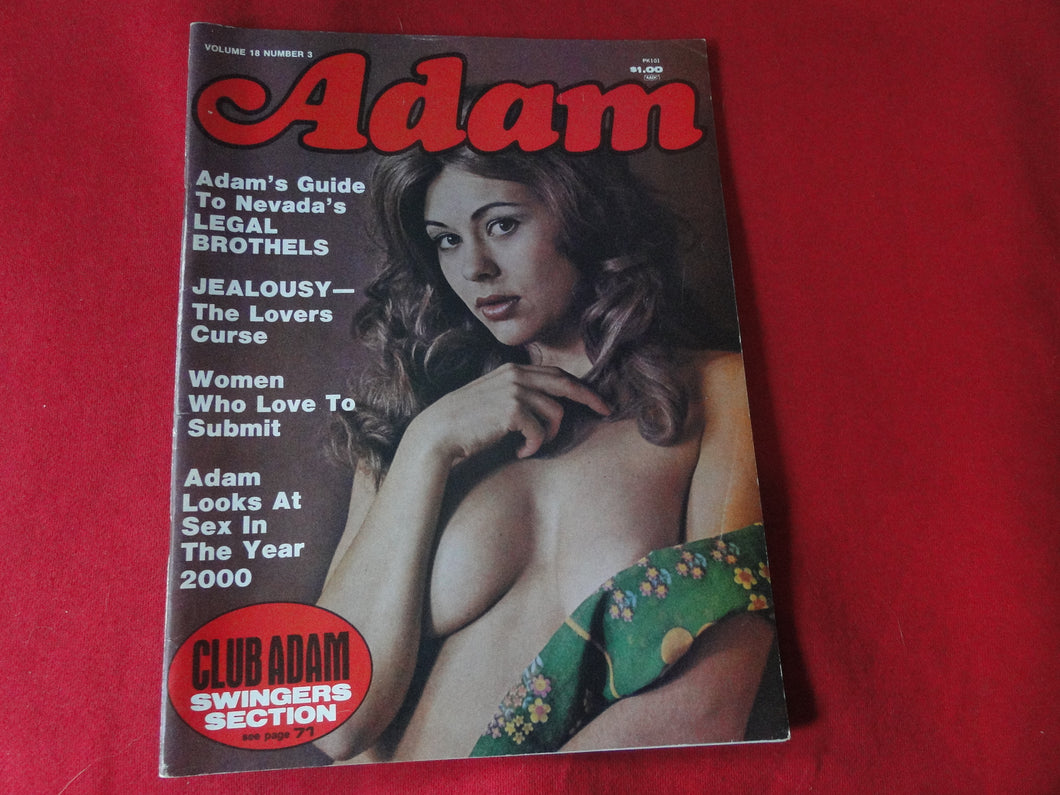 VOLUME 18 NUMBER 3
PK101
$1.00
Adam
Adam's Guide
To Nevada's
LEGAL
BROTHELS
JEALOUSY—
The Lovers
Curse
Women
Who Love To
Submit
Adam
Looks At
Sex In
The Year
2000
CLUB ADAM
SWINGERS
SECTION
see page 71